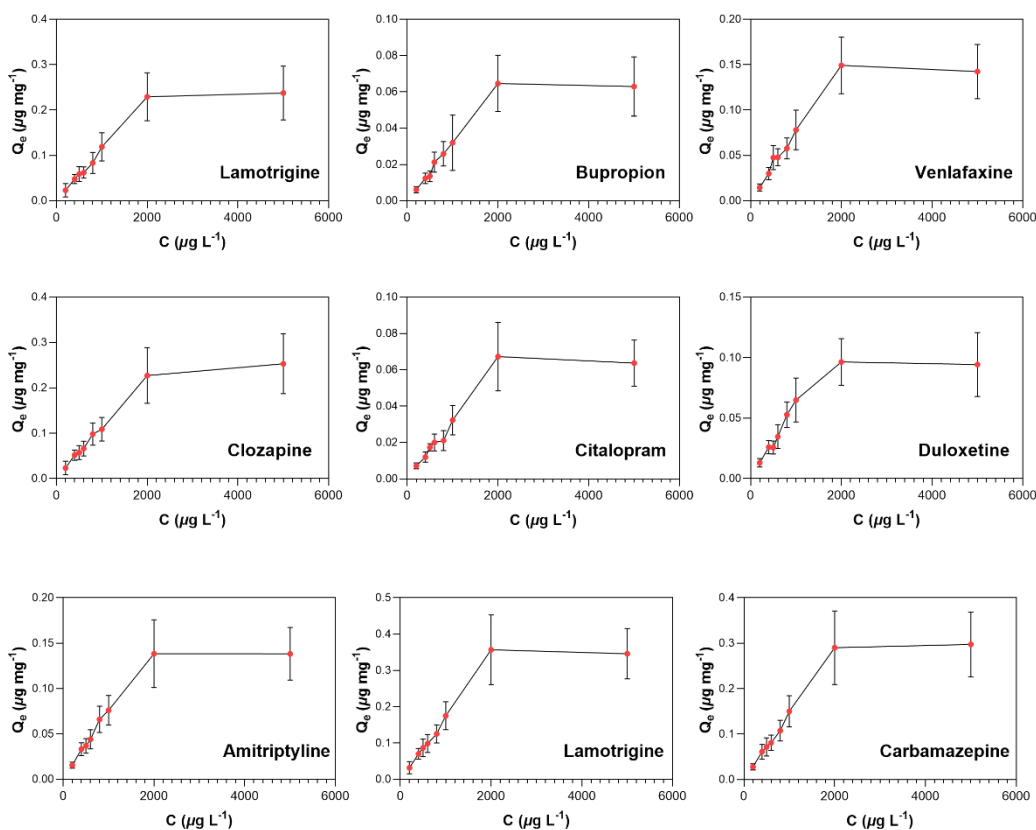 Qe (µg mg-1)
0.4
0.3
0.2
0.1
0.0
Lamotrigine
0 2000 4000 6000
C (µg L-1)
Qe (µg mg-1)
0.10
0.08
0.06
0.04
0.02
0.00
Bupropion
0 2000 4000 6000
C (µg L-1)
Qe (µg mg-1)
0.20
0.15
0.10
0.05
0.00
Venlafaxine
0 2000 4000 6000
C (µg L-1)
Qe (µg mg-1)
0.4
0.3
0.2
0.1
0.0
Clozapine
0 2000 4000 6000
C (µg L-1)
Qe (µg mg-1)
0.10
0.08
0.06
0.04
0.02
0.00
Citalopram
0 2000 4000 6000
C (µg L-1)
Qe (µg mg-1)
0.15
0.10
0.05
0.00
Duloxetine
0 2000 4000 6000
C (µg L-1)
Qe (µg mg-1)
0.20
0.15
0.10
0.05
0.00
Amitriptyline
0 2000 4000 6000
C (µg L-1)
Qe (µg mg-1)
0.5
0.4
0.3
0.2
0.1
0.0
Lamotrigine
0 2000 4000 6000
C (µg L-1)
Qe (µg mg-1)
0.4
0.3
0.2
0.1
0.0
Carbamazepine
0 2000 4000 6000
C (µg L-1)